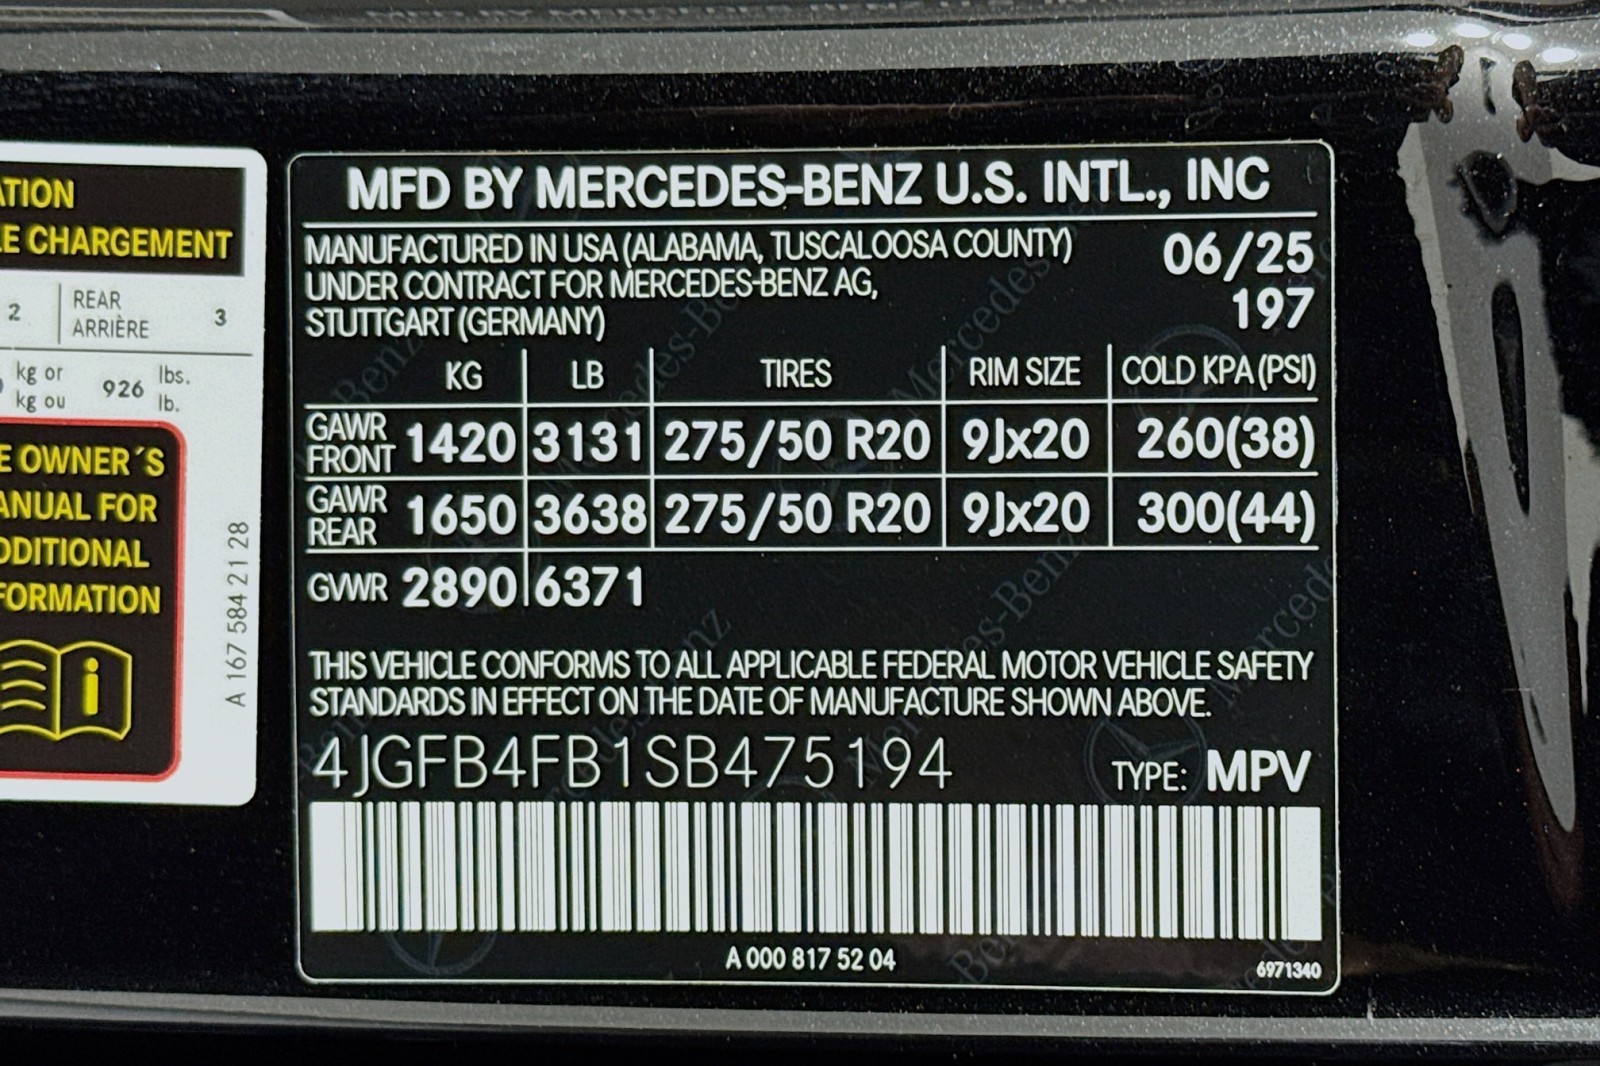 ATION
LE CHARGEMENT
2 REAR
ARRIÈRE 3
kg or
kg ou 926 lbs.
lb.
E OWNER´S
ANUAL FOR
DDITIONAL
FORMATION
A 167 584 21 28
MFD BY MERCEDES-BENZ U.S. INTL., INC
MANUFACTURED IN USA (ALABAMA, TUSCALOOSA COUNTY)
UNDER CONTRACT FOR MERCEDES-BENZ AG,
STUTTGART (GERMANY)
06/25
197
KG LB TIRES RIM SIZE COLD KPA (PSI)
GAWR
FRONT 1420 3131 275/50 R20 9Jx20 260(38)
GAWR
REAR 1650 3638 275/50 R20 9Jx20 300(44)
GVWR 2890 6371
THIS VEHICLE CONFORMS TO ALL APPLICABLE FEDERAL MOTOR VEHICLE SAFETY
STANDARDS IN EFFECT ON THE DATE OF MANUFACTURE SHOWN ABOVE.
4JGFB4FB1SB475194 TYPE: MPV
A 000 817 52 04
6971340